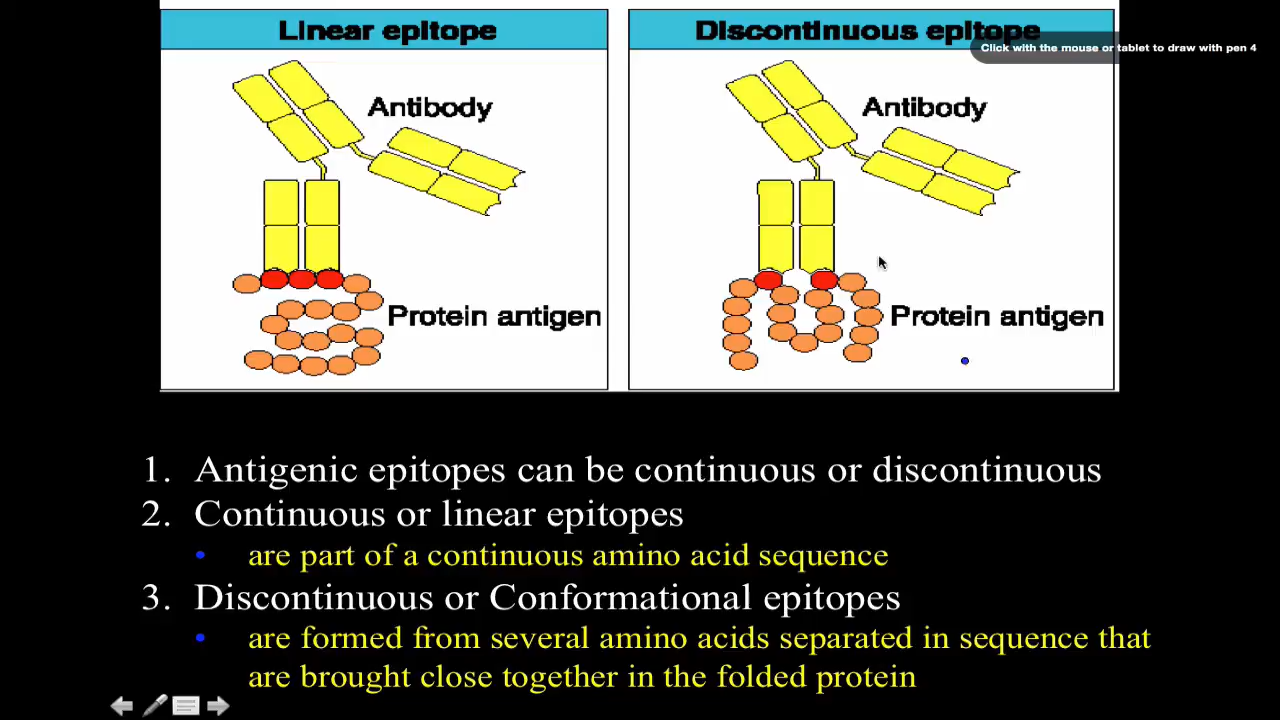 Linear epitope
Discontinuous epitope
Click with the mouse or tablet to draw with pen 4
Antibody
Antibody
Protein antigen
Protein antigen
1. Antigenic epitopes can be continuous or discontinuous
2. Continuous or linear epitopes
• are part of a continuous amino acid sequence
3. Discontinuous or Conformational epitopes
• are formed from several amino acids separated in sequence that
are brought close together in the folded protein